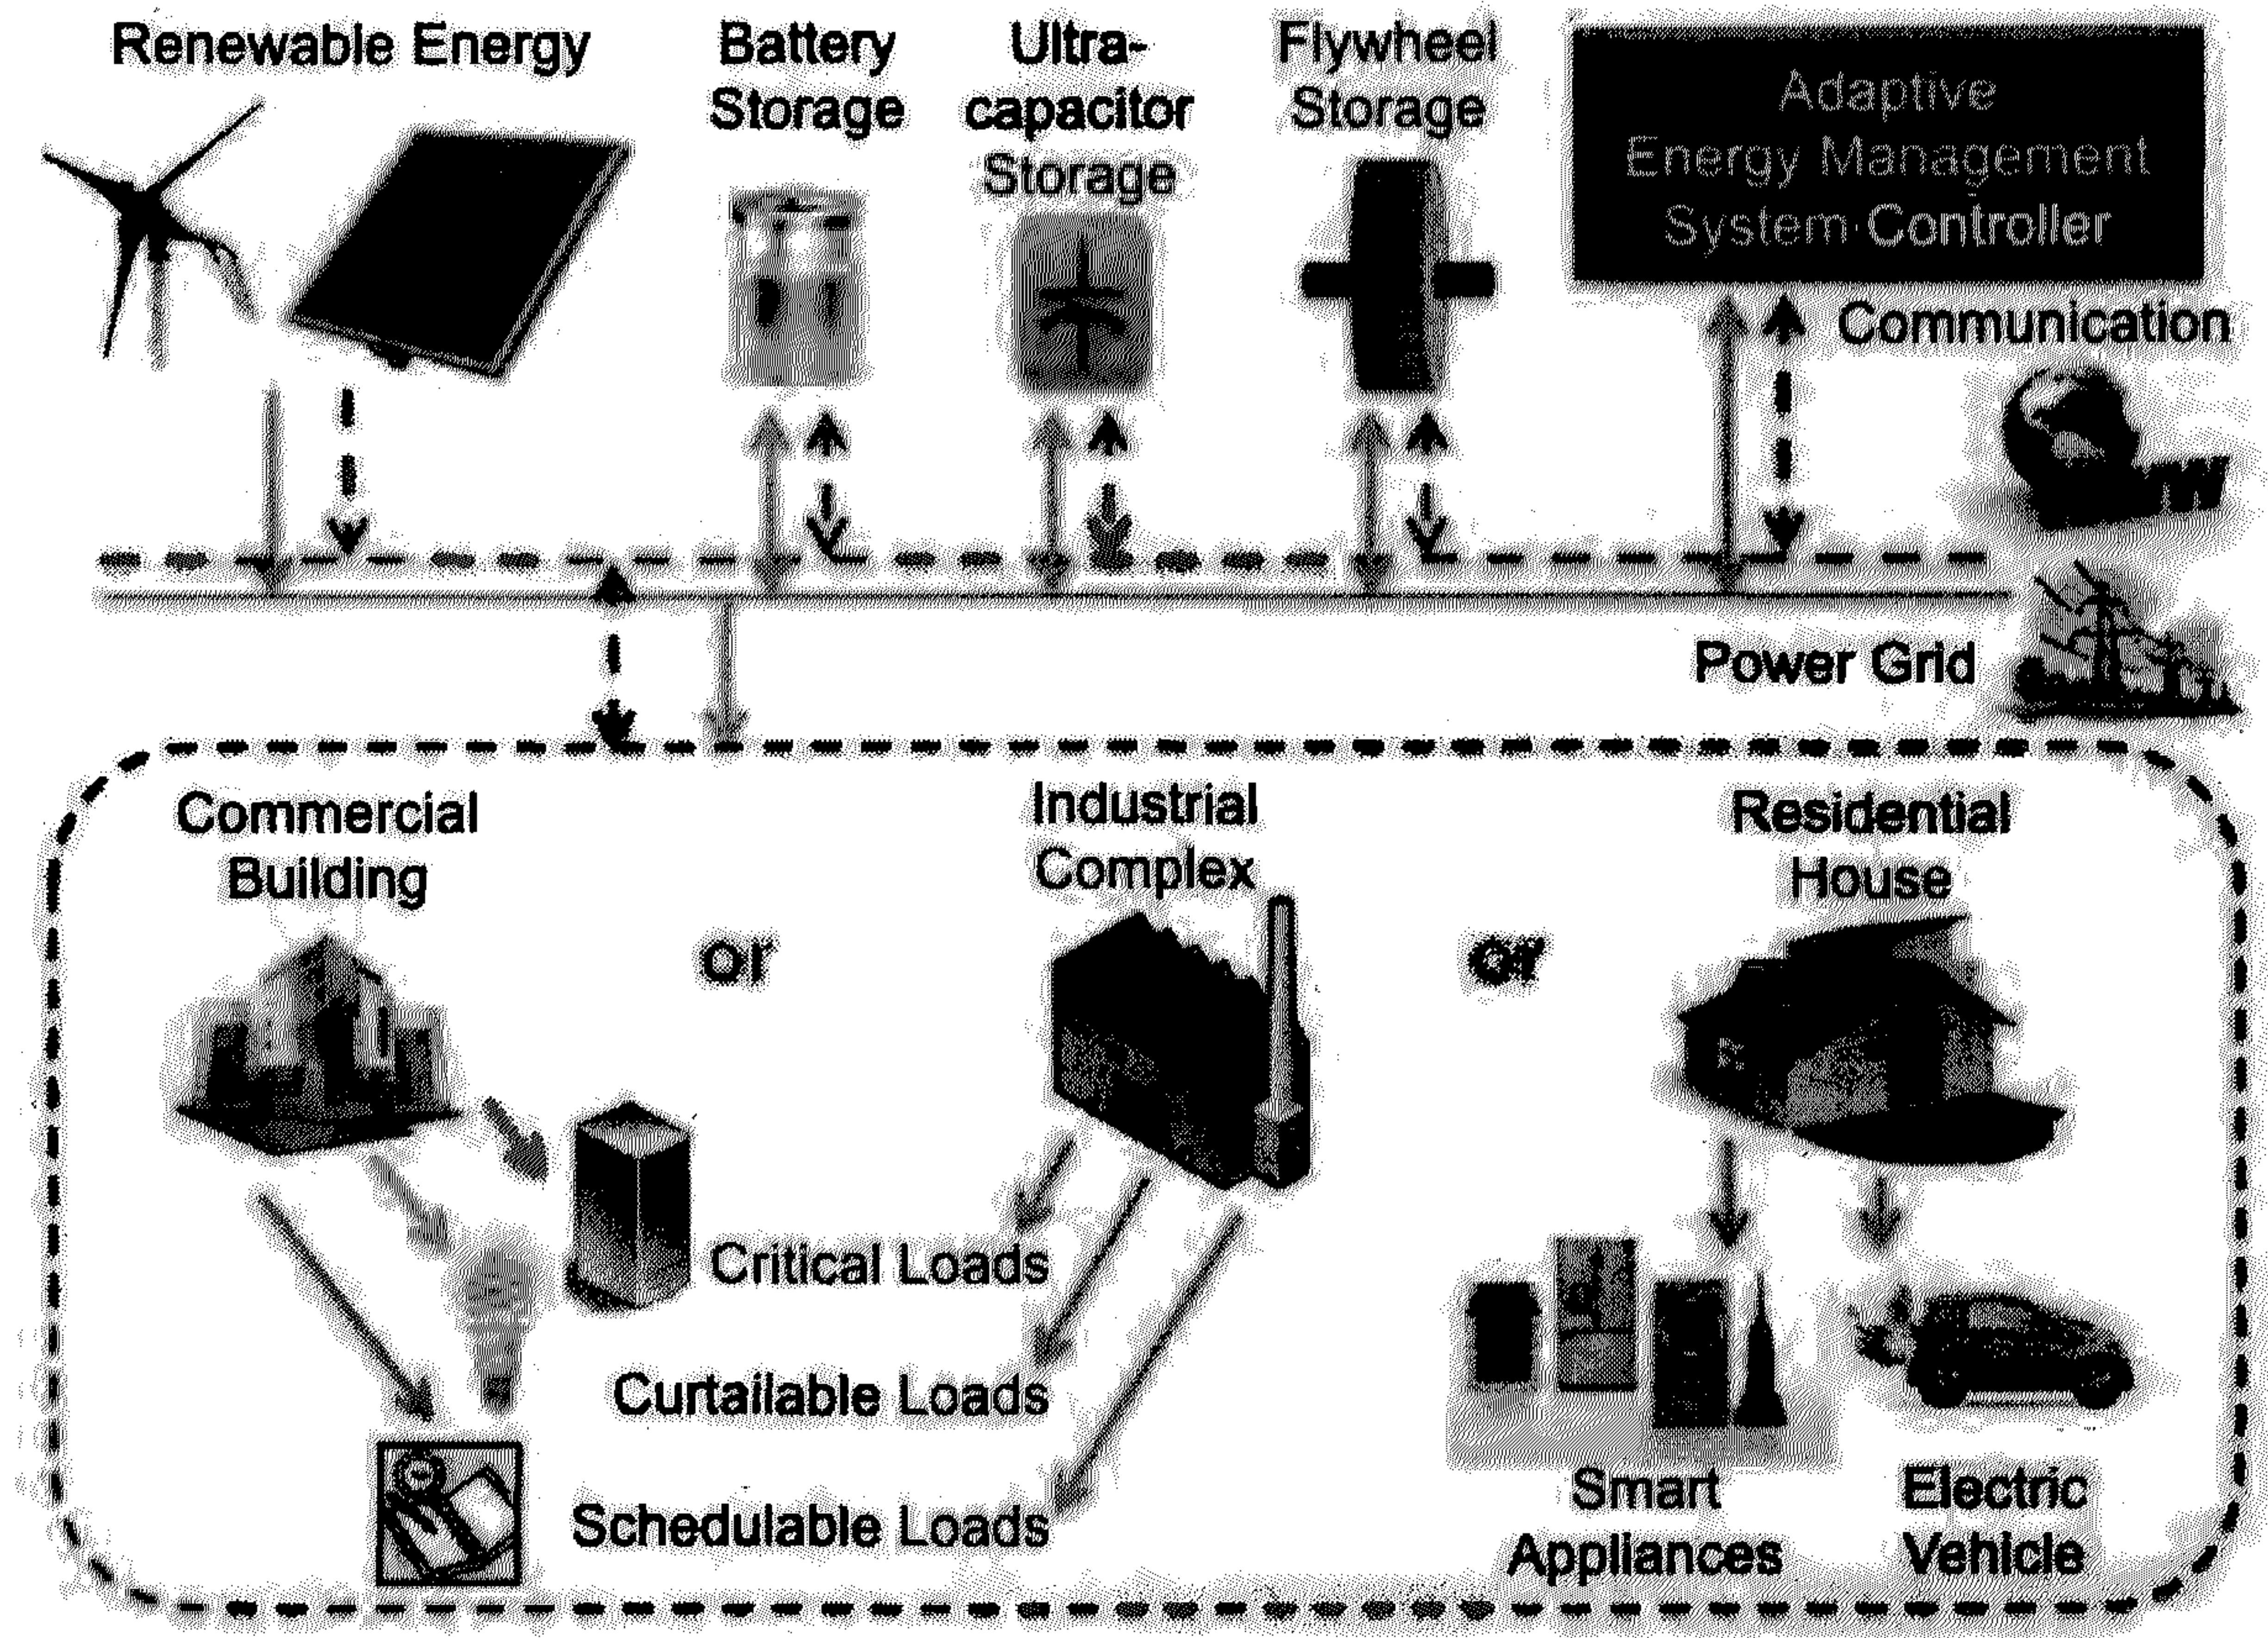 Renewable Energy
Battery
Storage
Ultra-
capacitor
Storage
Flywheel
Storage
Adaptive
Energy Management
System Controller
Communication
Power Grid
Commercial
Building
or
Industrial
Complex
or
Residential
House
Critical Loads
Curtailable Loads
Schedulable Loads
Smart
Appliances
Electric
Vehicle